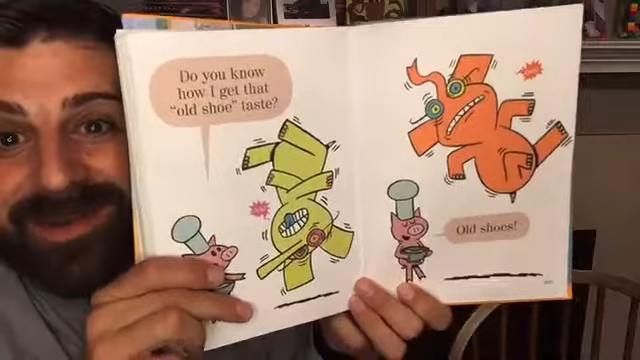 Do you know
how I get that
"old shoe" taste?
Old shoes!